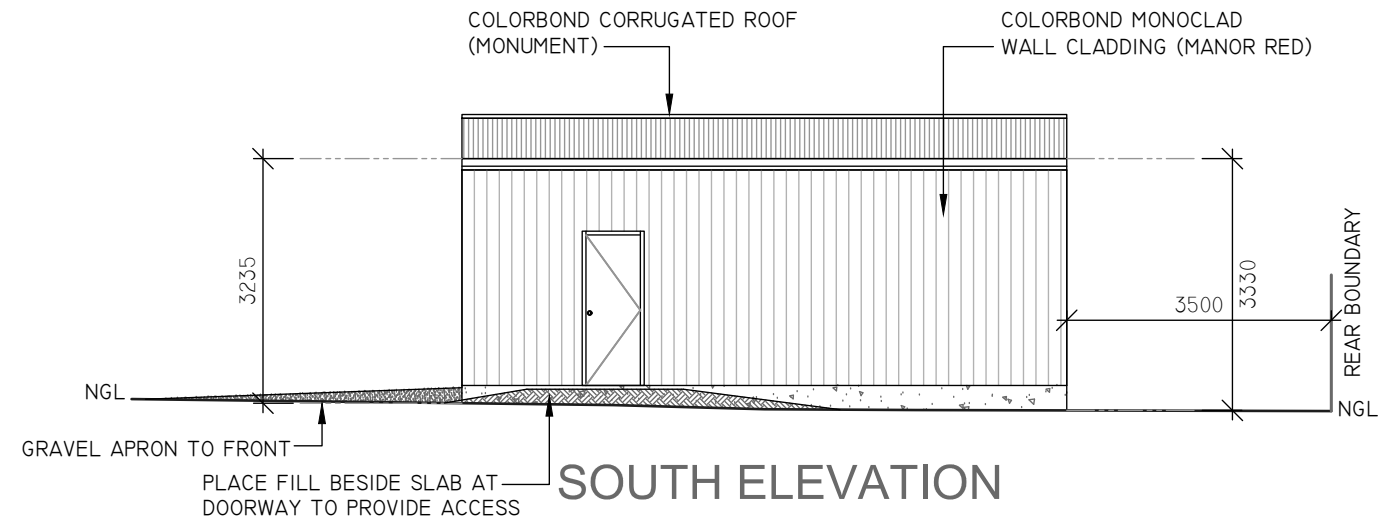 COLORBOND CORRUGATED ROOF
(MONUMENT)
COLORBOND MONOCLAD
WALL CLADDING (MANOR RED)
3235
3500
3330
REAR BOUNDARY
NGL
NGL
GRAVEL APRON TO FRONT
PLACE FILL BESIDE SLAB AT
DOORWAY TO PROVIDE ACCESS
SOUTH ELEVATION